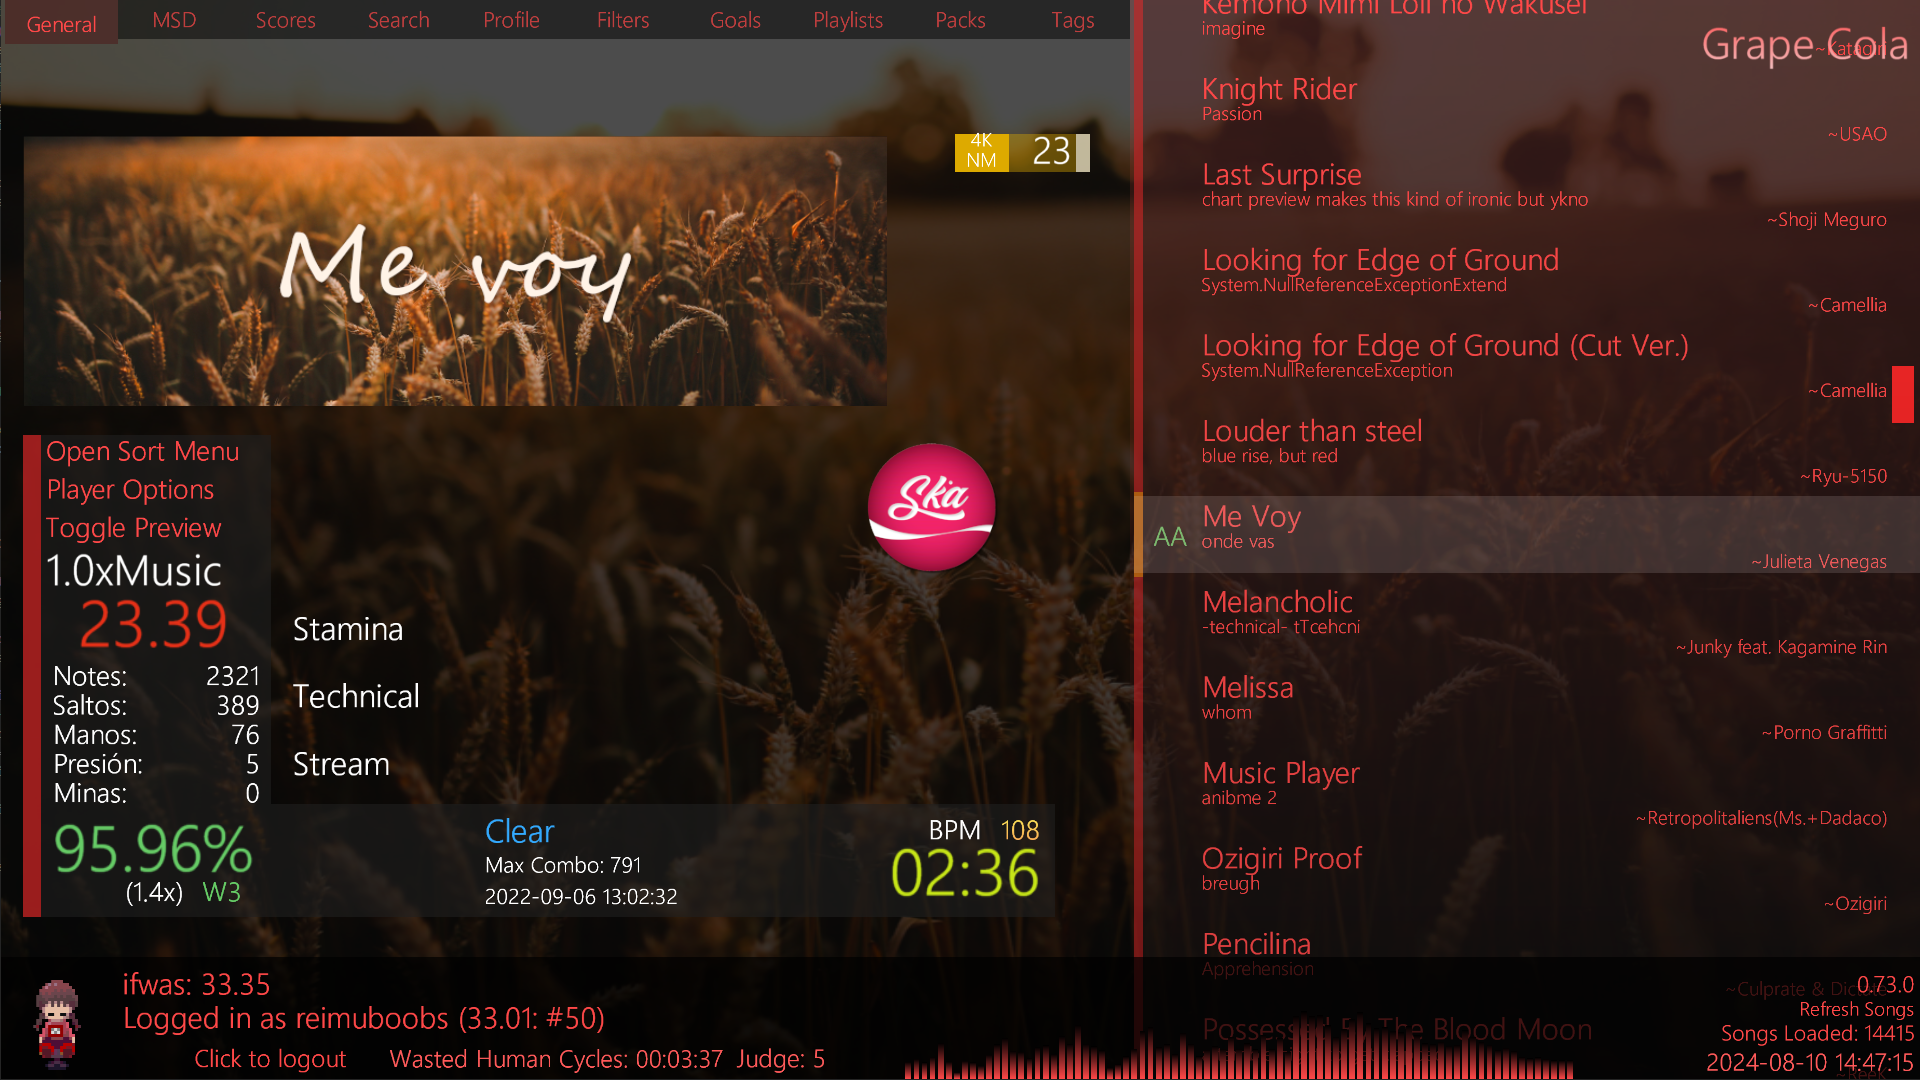 General
MSD
Scores
Search
Profile
Filters
Goals
Playlists
Packs
Tags
Me voy
4K
NM
23
Open Sort Menu
Player Options
Toggle Preview
1.0xMusic
23.39
Notes: 2321
Saltos: 389
Manos: 76
Presión: 5
Minas: 0
Stamina
Technical
Stream
Ska
95.96%
(1.4x) W3
Clear
Max Combo: 791
2022-09-06 13:02:32
BPM 108
02:36
Grape Cola
Kemono Mimi Loli no Wakusei
imagine
~Katagiri
Knight Rider
Passion
~USAO
Last Surprise
chart preview makes this kind of ironic but ykno
~Shoji Meguro
Looking for Edge of Ground
System.NullReferenceExceptionExtend
~Camellia
Looking for Edge of Ground (Cut Ver.)
System.NullReferenceException
~Camellia
Louder than steel
blue rise, but red
~Ryu-5150
AA
Me Voy
onde vas
~Julieta Venegas
Melancholic
-technical- tTcehcni
~Junky feat. Kagamine Rin
Melissa
whom
~Porno Graffitti
Music Player
anibme 2
~Retropolitaliens(Ms.+Dadaco)
Ozigiri Proof
breugh
~Ozigiri
Pencilina
Apprehension
~Culprate & Dictate
The Blood Moon
~Reek
ifwas: 33.35
Logged in as reimuboobs (33.01: #50)
Click to logout
Wasted Human Cycles: 00:03:37 Judge: 5
0.73.0
Refresh Songs
Songs Loaded: 14415
2024-08-10 14:47:15